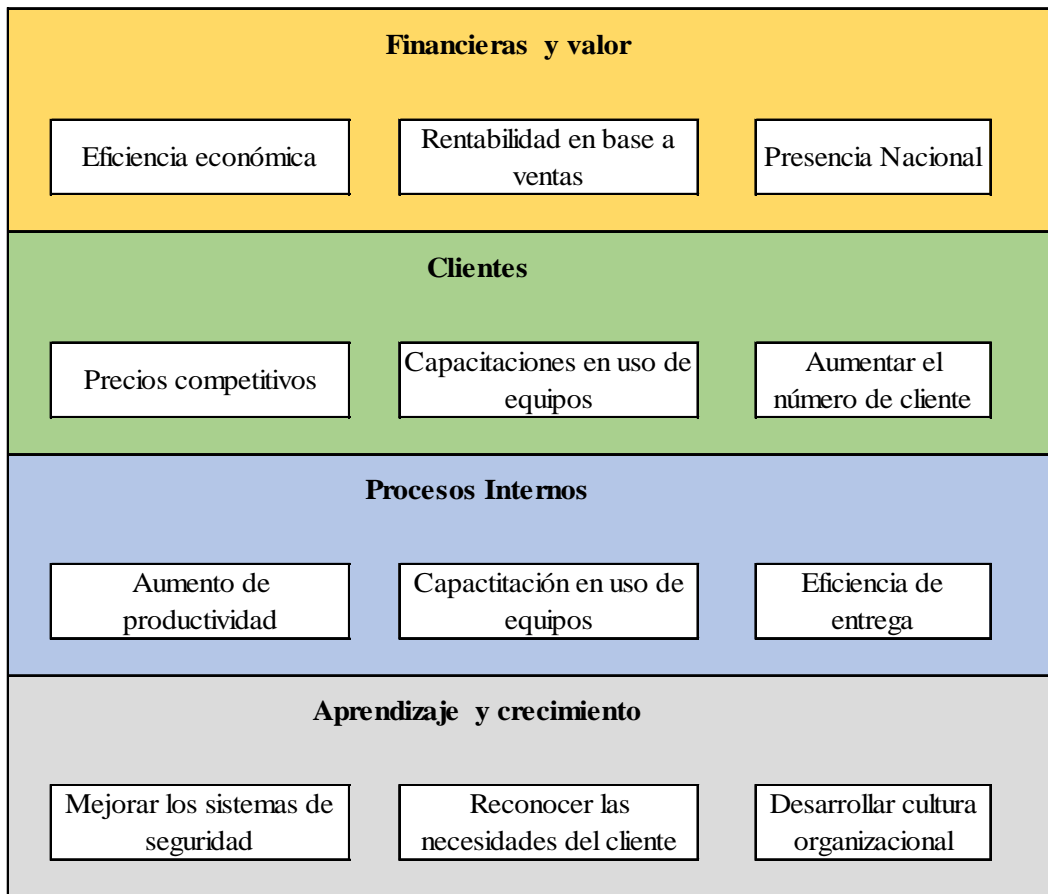 Financieras y valor
Eficiencia económica
Rentabilidad en base a
ventas
Presencia Nacional
Clientes
Precios competitivos
Capacitaciones en uso de
equipos
Aumentar el
número de cliente
Procesos Internos
Aumento de
productividad
Capactitación en uso de
equipos
Eficiencia de
entrega
Aprendizaje y crecimiento
Mejorar los sistemas de
seguridad
Reconocer las
necesidades del cliente
Desarrollar cultura
organizacional